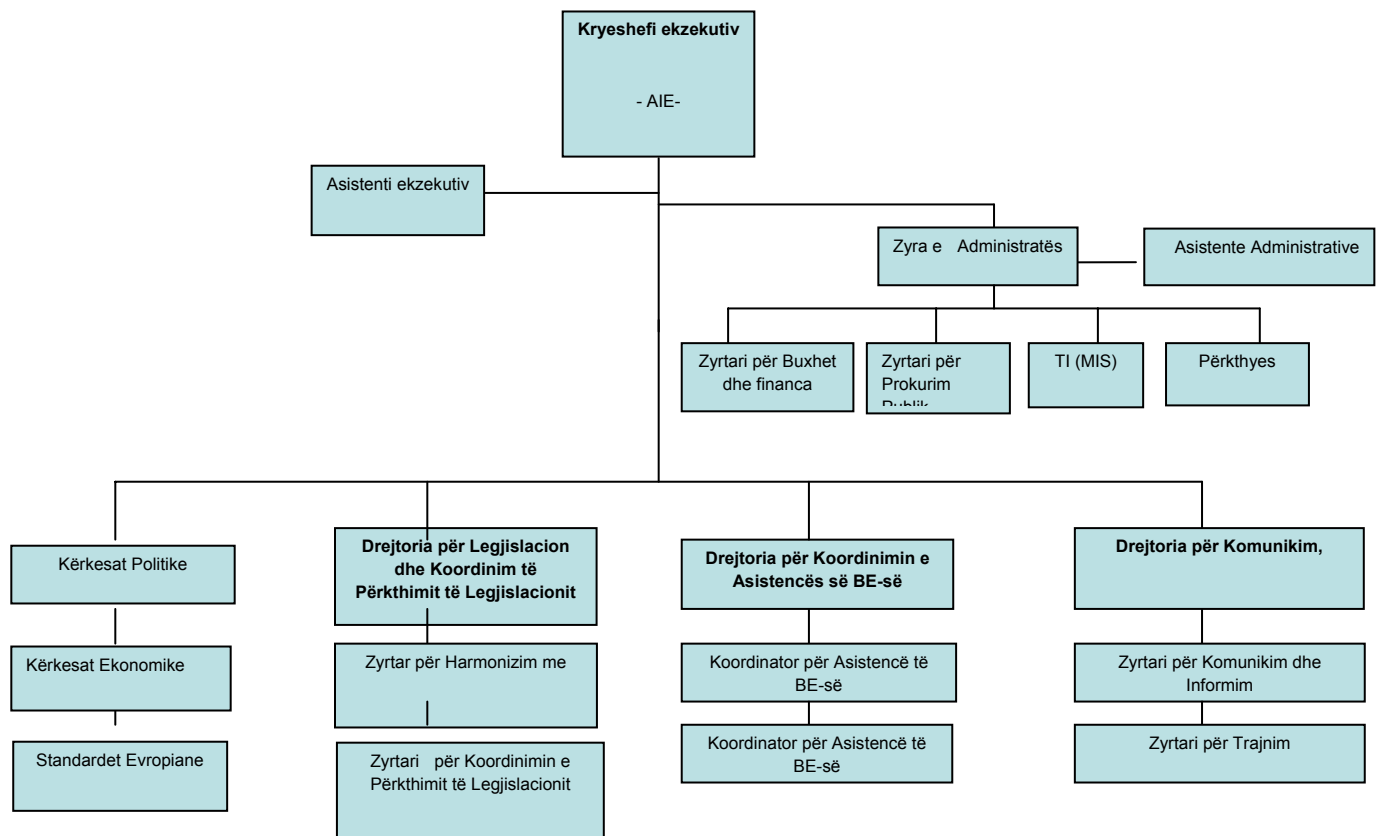 Kryeshefi ekzekutiv
- AIE-
Asistenti ekzekutiv
Zyra e Administratës
Asistente Administrative
Zyrtari për Buxhet
dhe financa
Zyrtari për
Prokurim
Publik
TI (MIS)
Përkthyes
Kërkesat Politike
Drejtoria për Legjislacion
dhe Koordinim të
Përkthimit të Legjislacionit
Drejtoria për Koordinimin e
Asistencës së BE-së
Drejtoria për Komunikim,
Kërkesat Ekonomike
Zyrtar për Harmonizim me
Koordinator për Asistencë të
BE-së
Zyrtari për Komunikim dhe
Informim
Standardet Evropiane
Zyrtari për Koordinimin e
Përkthimit të Legjislacionit
Koordinator për Asistencë të
BE-së
Zyrtari për Trajnim